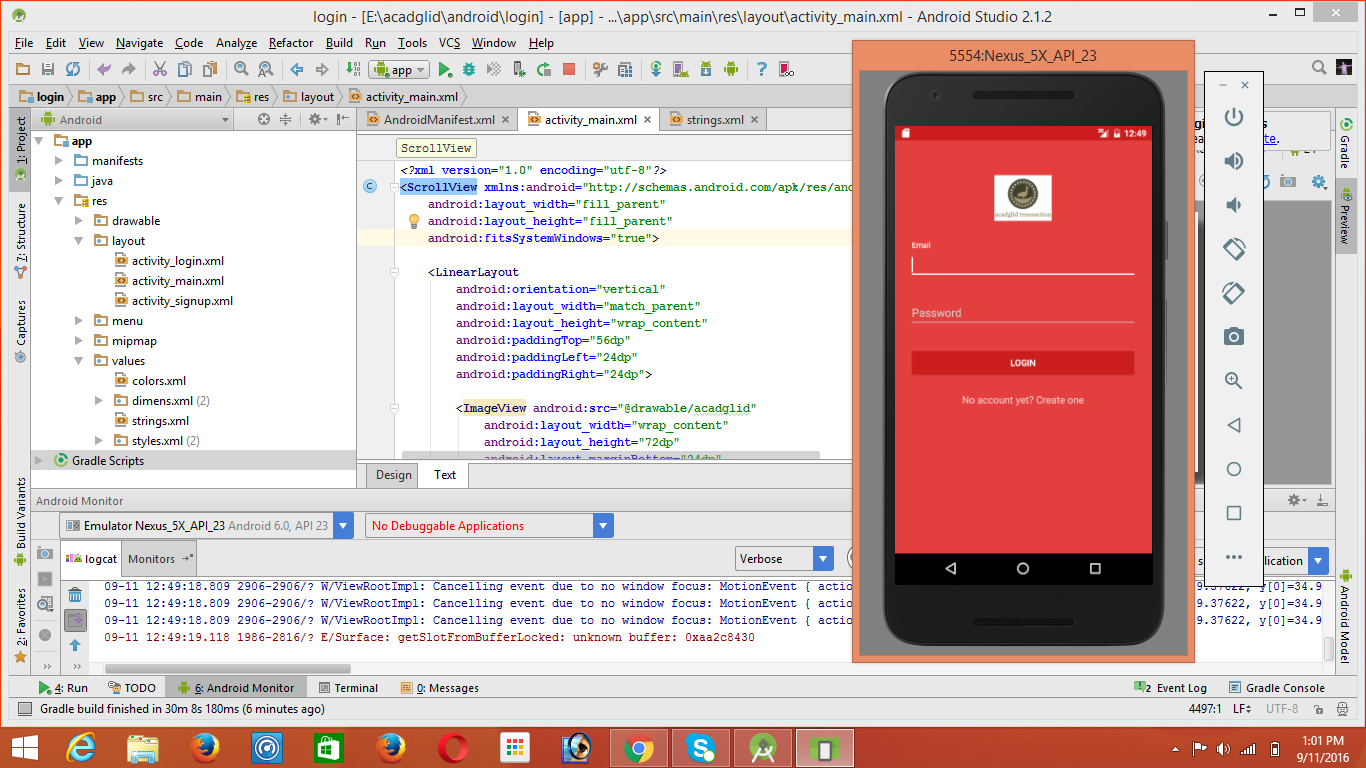 login - [E:\acadglid\android\login] - [app] - ...\app\src\main\res\layout\activity_main.xml - Android Studio 2.1.2
File Edit View Navigate Code Analyze Refactor Build Run Tools VCS Window Help
app
login app src main res layout activity_main.xml
Android
AndroidManifest.xml activity_main.xml strings.xml
1: Project
7: Structure
Captures
Build Variants
2: Favorites
app
manifests
java
res
drawable
layout
activity_login.xml
activity_main.xml
activity_signup.xml
menu
mipmap
values
colors.xml
dimens.xml (2)
strings.xml
styles.xml (2)
Gradle Scripts
ScrollView
<?xml version="1.0" encoding="utf-8"?>
<ScrollView xmlns:android="http://schemas.android.com/apk/res/and
android:layout_width="fill_parent"
android:layout_height="fill_parent"
android:fitsSystemWindows="true">
<LinearLayout
android:orientation="vertical"
android:layout_width="match_parent"
android:layout_height="wrap_content"
android:paddingTop="56dp"
android:paddingLeft="24dp"
android:paddingRight="24dp">
<ImageView android:src="@drawable/acadglid"
android:layout_width="wrap_content"
android:layout_height="72dp"
android:layout_marginBottom="24dp"
Design Text
5554:Nexus_5X_API_23
12:49
acadglid transaction
Email
Password
LOGIN
No account yet? Create one
Gradle
Preview
Android Model
Android Monitor
Emulator Nexus_5X_API_23 Android 6.0, API 23
No Debuggable Applications
logcat Monitors
Verbose
09-11 12:49:18.809 2906-2906/? W/ViewRootImpl: Cancelling event due to no window focus: MotionEvent { actio 9.37622, y[0]=34.9
09-11 12:49:18.809 2906-2906/? W/ViewRootImpl: Cancelling event due to no window focus: MotionEvent { actio 9.37622, y[0]=34.9
09-11 12:49:18.809 2906-2906/? W/ViewRootImpl: Cancelling event due to no window focus: MotionEvent { actio 9.37622, y[0]=34.9
09-11 12:49:19.118 1986-2816/? E/Surface: getSlotFromBufferLocked: unknown buffer: 0xaa2c8430
4: Run TODO 6: Android Monitor Terminal 0: Messages 2 Event Log Gradle Console
Gradle build finished in 30m 8s 180ms (6 minutes ago) 4497:1 LF UTF-8
1:01 PM
9/11/2016